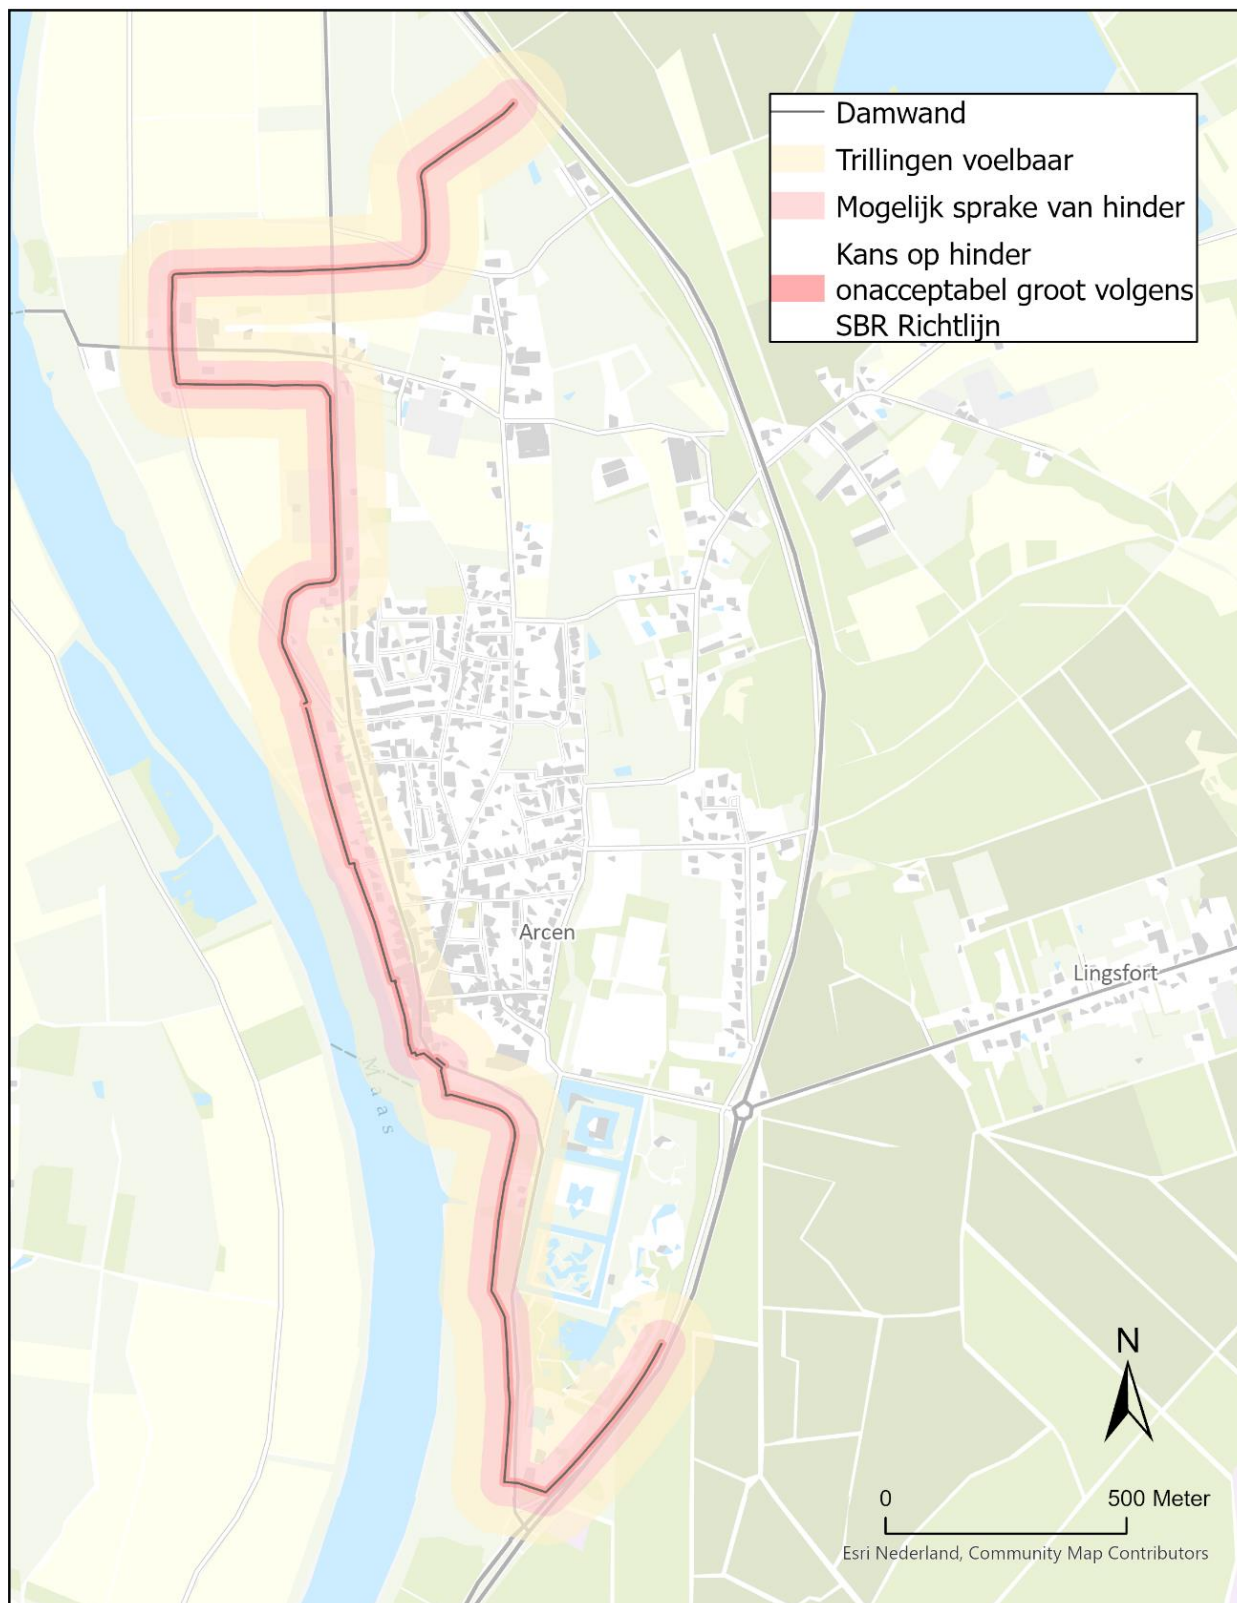 Damwand
Trillingen voelbaar
Mogelijk sprake van hinder
Kans op hinder
onacceptabel groot volgens
SBR Richtlijn
Arcen
Lingsfort
Maas
N
0 500 Meter
Esri Nederland, Community Map Contributors